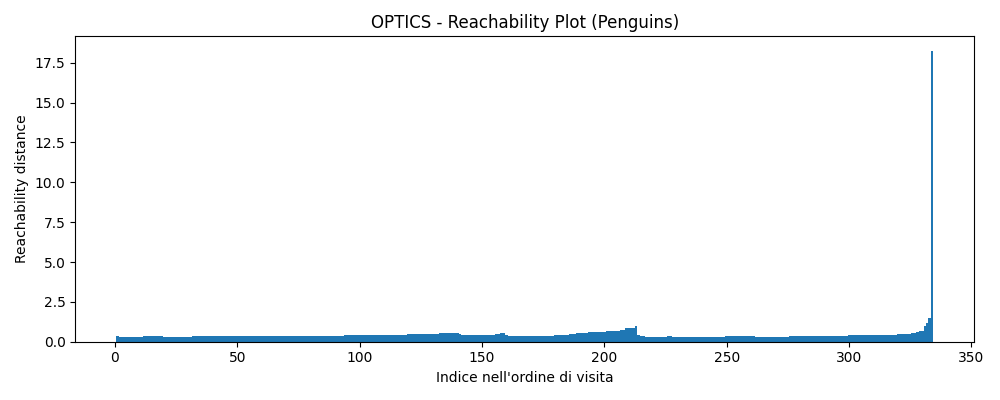 OPTICS - Reachability Plot (Penguins)
Reachability distance
17.5
15.0
12.5
10.0
7.5
5.0
2.5
0.0
0 50 100 150 200 250 300 350
Indice nell'ordine di visita